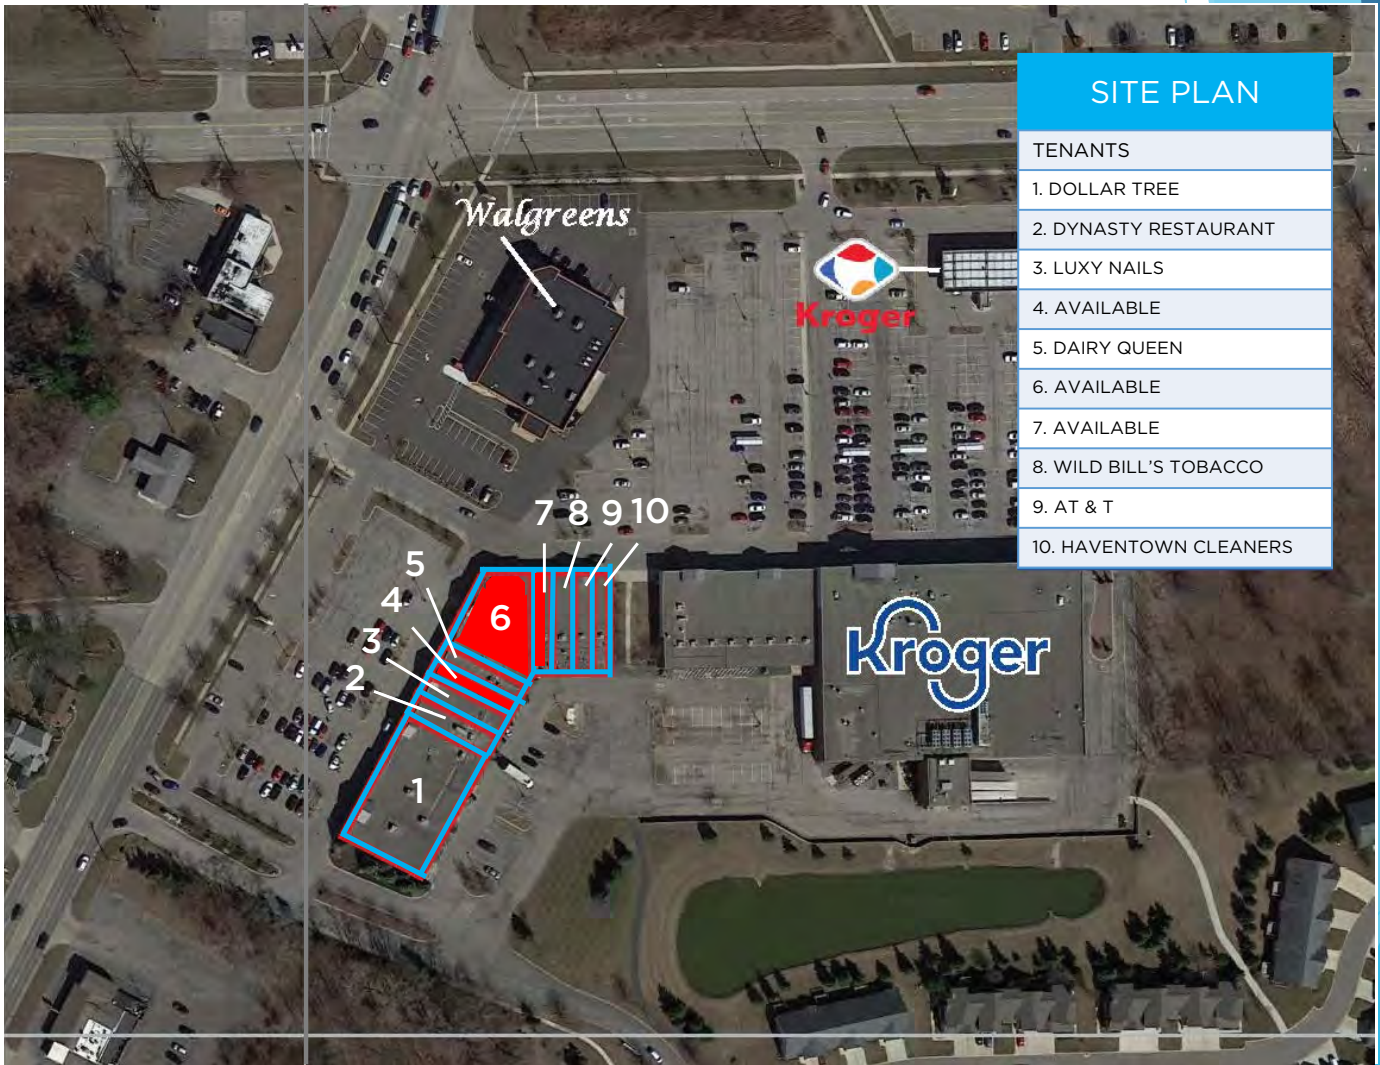 SITE PLAN
TENANTS
1. DOLLAR TREE
2. DYNASTY RESTAURANT
3. LUXY NAILS
4. AVAILABLE
5. DAIRY QUEEN
6. AVAILABLE
7. AVAILABLE
8. WILD BILL'S TOBACCO
9. AT & T
10. HAVENTOWN CLEANERS
Walgreens
Kroger
7 8 9 10
5
4
6
3
2
Kroger
1